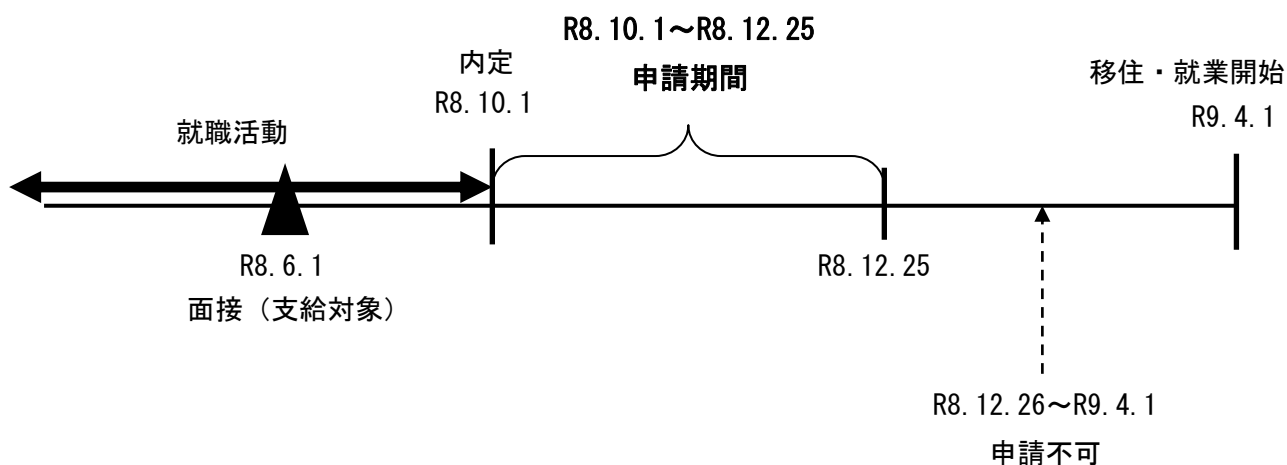 R8.10.1～R8.12.25
申請期間
内定
R8.10.1
移住・就業開始
R9.4.1
就職活動
R8.6.1
面接（支給対象）
R8.12.25
R8.12.26～R9.4.1
申請不可